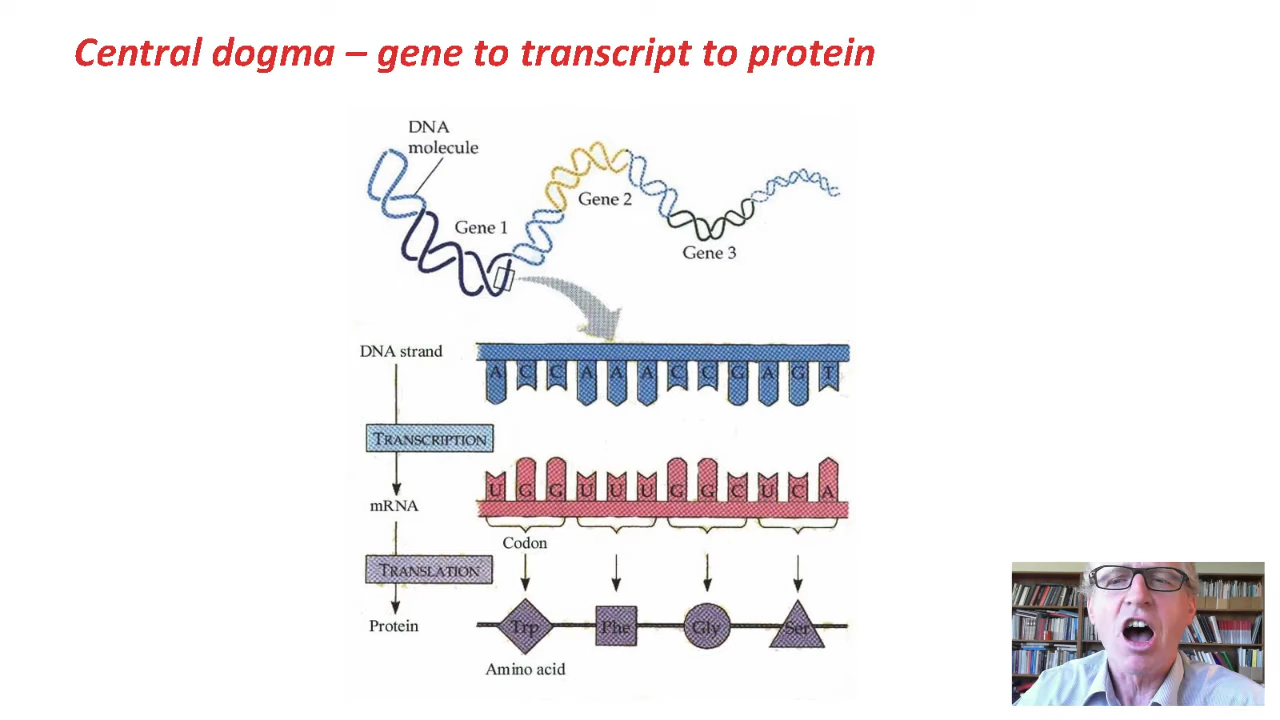 Central dogma – gene to transcript to protein
DNA
molecule
Gene 1
Gene 2
Gene 3
DNA strand
A C C A A A C C G A G T
TRANSCRIPTION
U G G U U U G G C U C A
mRNA
Codon
TRANSLATION
Trp Phe Gly Ser
Protein
Amino acid